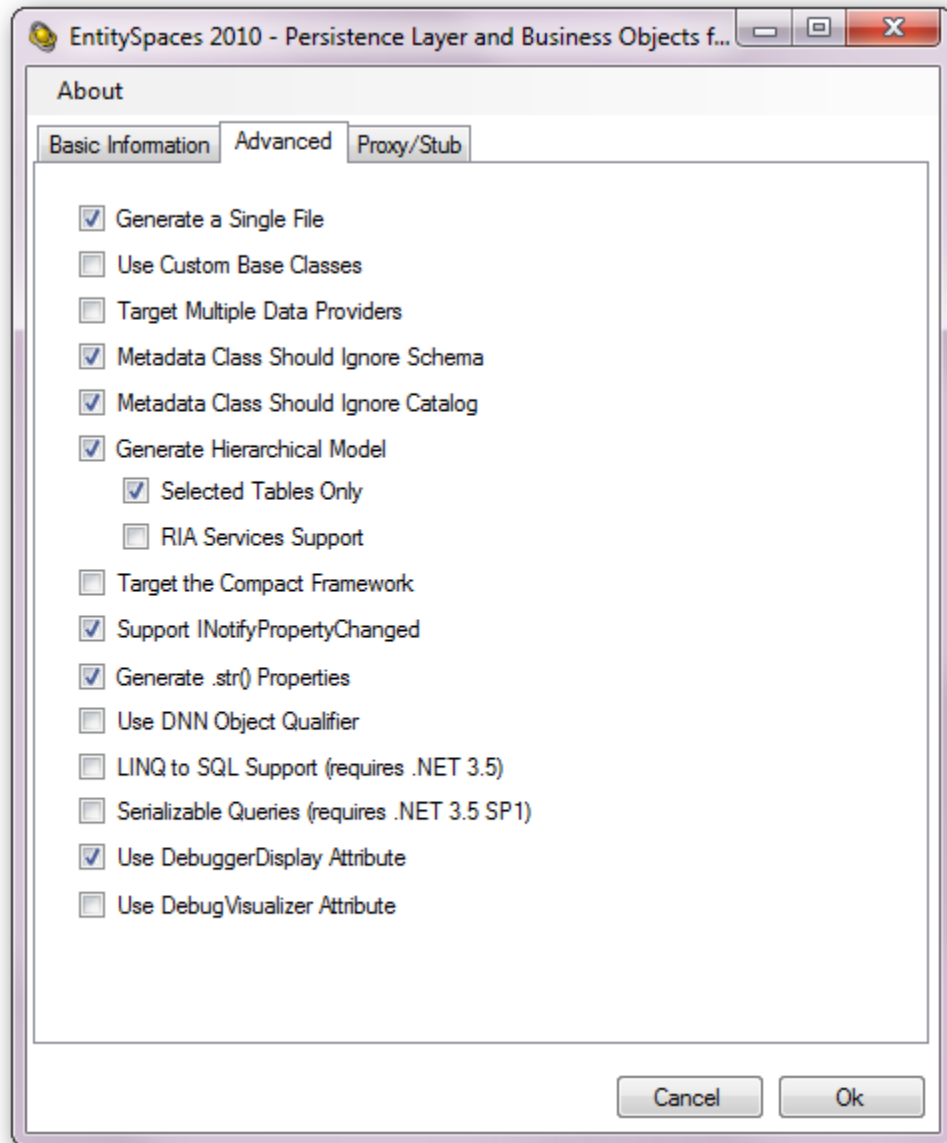 EntitySpaces 2010 - Persistence Layer and Business Objects f...
About
Basic Information Advanced Proxy/Stub
Generate a Single File
Use Custom Base Classes
Target Multiple Data Providers
Metadata Class Should Ignore Schema
Metadata Class Should Ignore Catalog
Generate Hierarchical Model
Selected Tables Only
RIA Services Support
Target the Compact Framework
Support INotifyPropertyChanged
Generate .str() Properties
Use DNN Object Qualifier
LINQ to SQL Support (requires .NET 3.5)
Serializable Queries (requires .NET 3.5 SP1)
Use DebuggerDisplay Attribute
Use DebugVisualizer Attribute
Cancel Ok